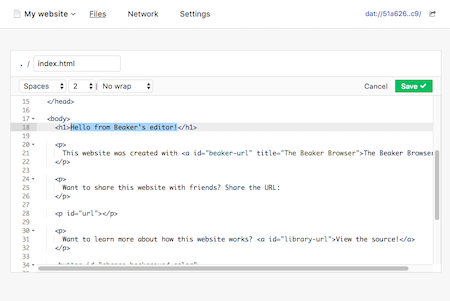 My website
Files
Network
Settings
dat://51a626..c9/
. / index.html
Spaces 2 No wrap Cancel Save
15 </head>
16
17 <body>
18 <h1>Hello from Beaker's editor!</h1>
19
20 <p>
21 This website was created with <a id="beaker-url" title="The Beaker Browser">The Beaker Browser
22 </p>
23
24 <p>
25 Want to share this website with friends? Share the URL:
26 </p>
27
28 <p id="url"></p>
29
30 <p>
31 Want to learn more about how this website works? <a id="library-url">View the source!</a>
32 </p>
33
34